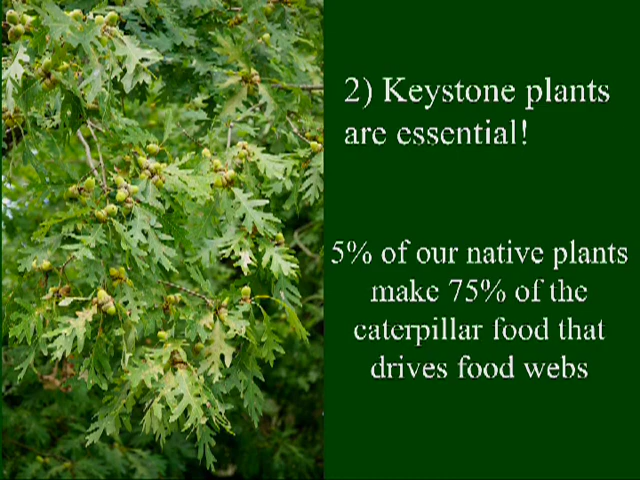 2) Keystone plants
are essential!
5% of our native plants
make 75% of the
caterpillar food that
drives food webs